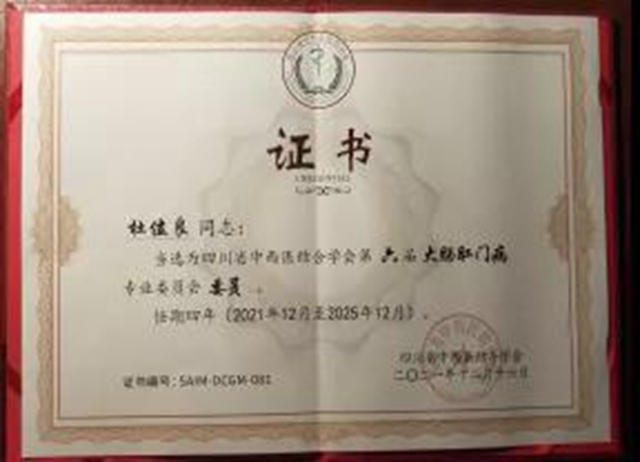 证书
杜佳良 同志：
当选为四川省中西医结合学会第 六 届 大肠肛门病
专业委员会 委员 。
任期四年（2021年12月至2025年12月）。
四川省中西医结合学会
证书编号：SAIM-DCGM-081
二〇二一年十二月十六日